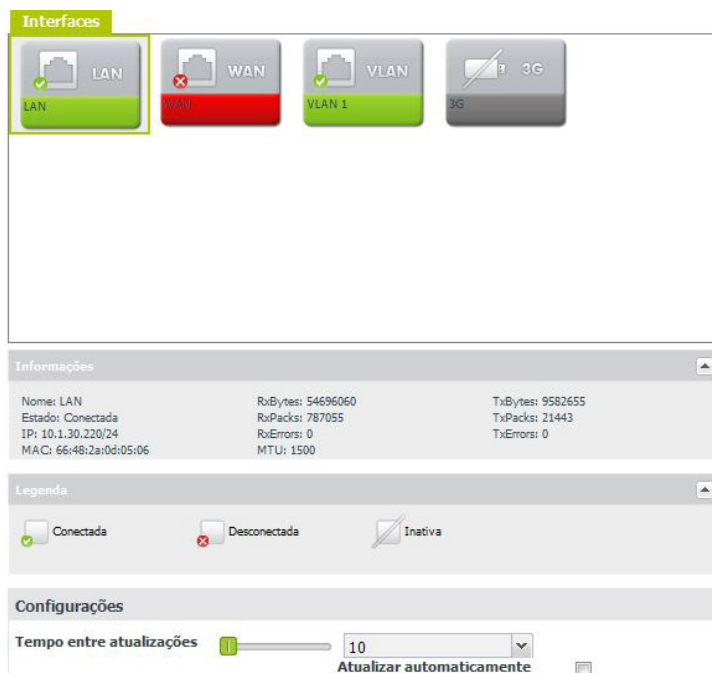 Interfaces
LAN
WAN
VLAN
3G
LAN
WAN
VLAN 1
3G
Informações
Nome: LAN
Estado: Conectada
IP: 10.1.30.220/24
MAC: 66:48:2a:0d:05:06
RxBytes: 54696060
RxPacks: 787055
RxErrors: 0
MTU: 1500
TxBytes: 9582655
TxPacks: 21443
TxErrors: 0
Legenda
Conectada
Desconectada
Inativa
Configurações
Tempo entre atualizações
10
Atualizar automaticamente